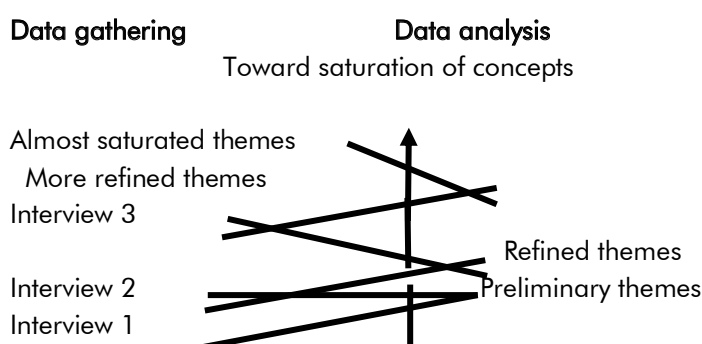 Data gathering Data analysis
Toward saturation of concepts
Almost saturated themes
More refined themes
Interview 3
Refined themes
Interview 2 Preliminary themes
Interview 1